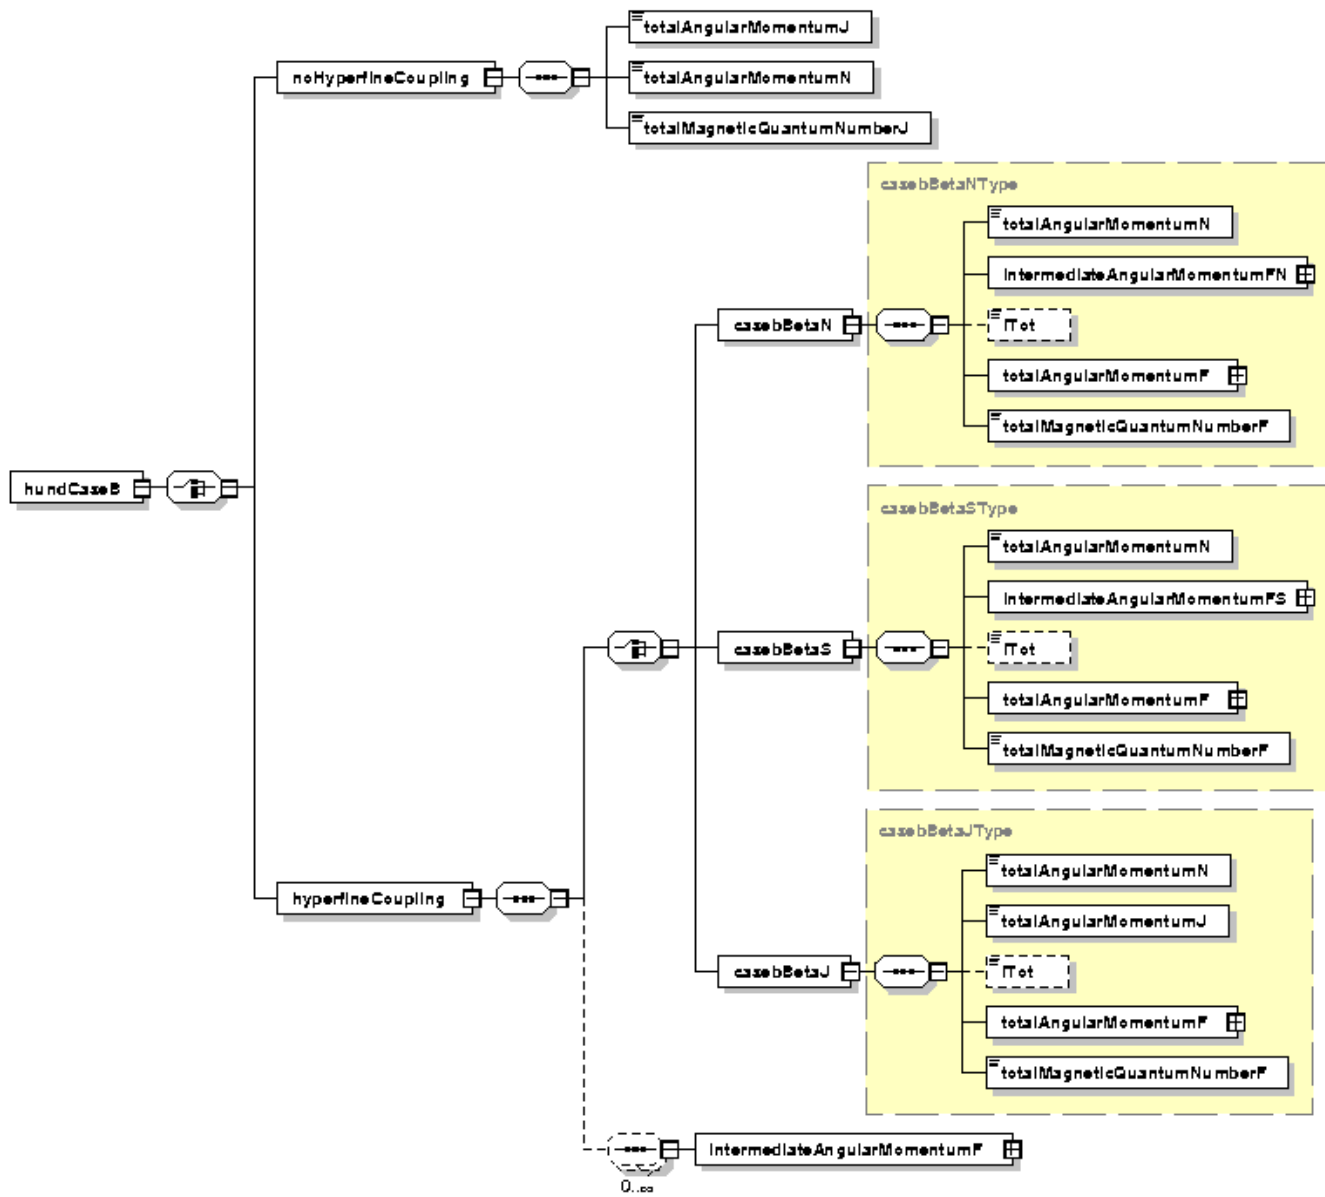 totalAngularMomentumJ
noHyperfineCoupling
totalAngularMomentumN
totalMagneticQuantumNumberJ
casebBetaNType
totalAngularMomentumN
intermediateAngularMomentumFN
casebBetaN
ITot
totalAngularMomentumF
totalMagneticQuantumNumberF
hundCaseB
casebBetaSType
totalAngularMomentumN
intermediateAngularMomentumFS
casebBetaS
ITot
totalAngularMomentumF
totalMagneticQuantumNumberF
casebBetaJType
totalAngularMomentumN
hyperfineCoupling
totalAngularMomentumJ
casebBetaJ
ITot
totalAngularMomentumF
totalMagneticQuantumNumberF
intermediateAngularMomentumF
0..∞